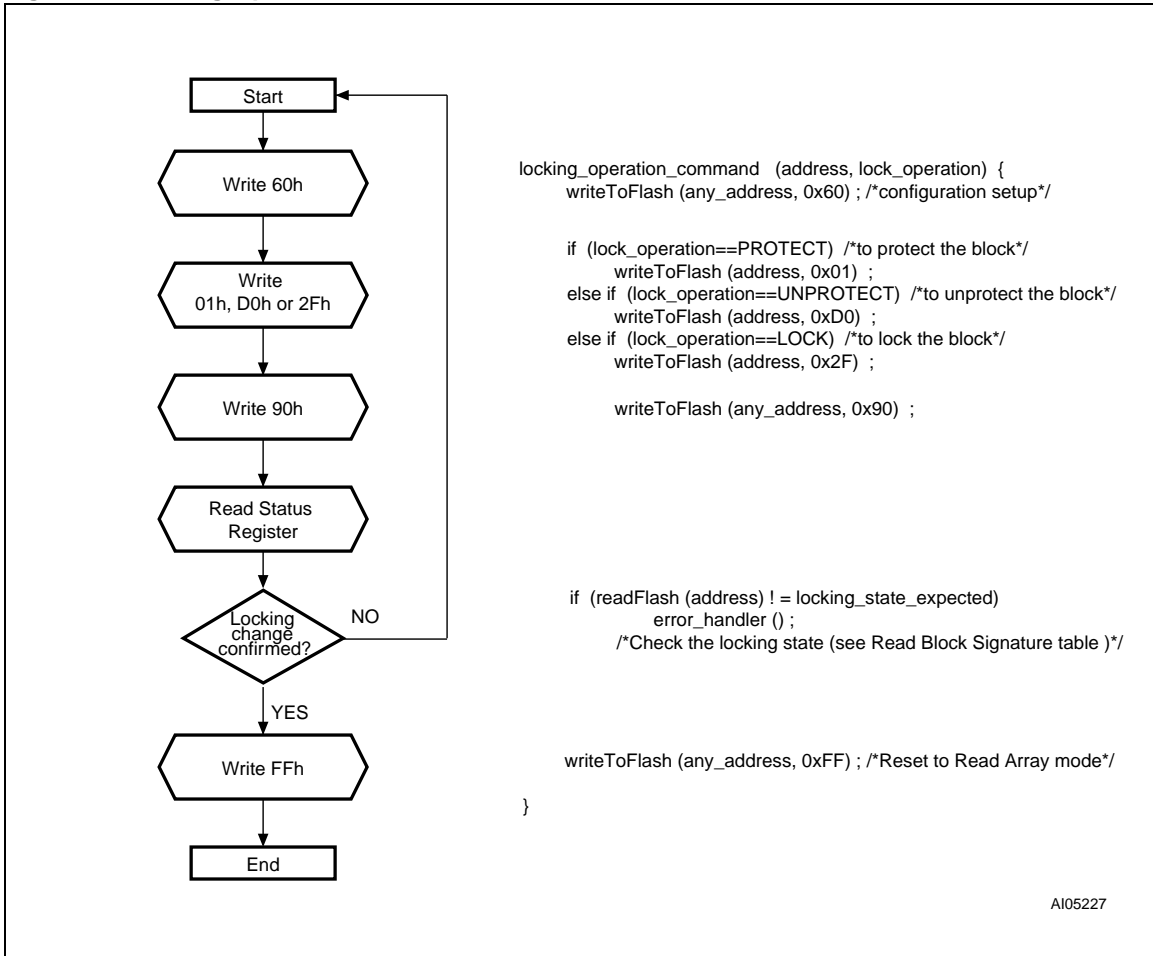 Start
Write 60h
Write
01h, D0h or 2Fh
Write 90h
Read Status
Register
Locking
change
confirmed?
NO
YES
Write FFh
End
locking_operation_command (address, lock_operation) {
writeToFlash (any_address, 0x60) ; /*configuration setup*/
if (lock_operation==PROTECT) /*to protect the block*/
writeToFlash (address, 0x01) ;
else if (lock_operation==UNPROTECT) /*to unprotect the block*/
writeToFlash (address, 0xD0) ;
else if (lock_operation==LOCK) /*to lock the block*/
writeToFlash (address, 0x2F) ;
writeToFlash (any_address, 0x90) ;
if (readFlash (address) ! = locking_state_expected)
error_handler () ;
/*Check the locking state (see Read Block Signature table )*/
writeToFlash (any_address, 0xFF) ; /*Reset to Read Array mode*/
}
AI05227